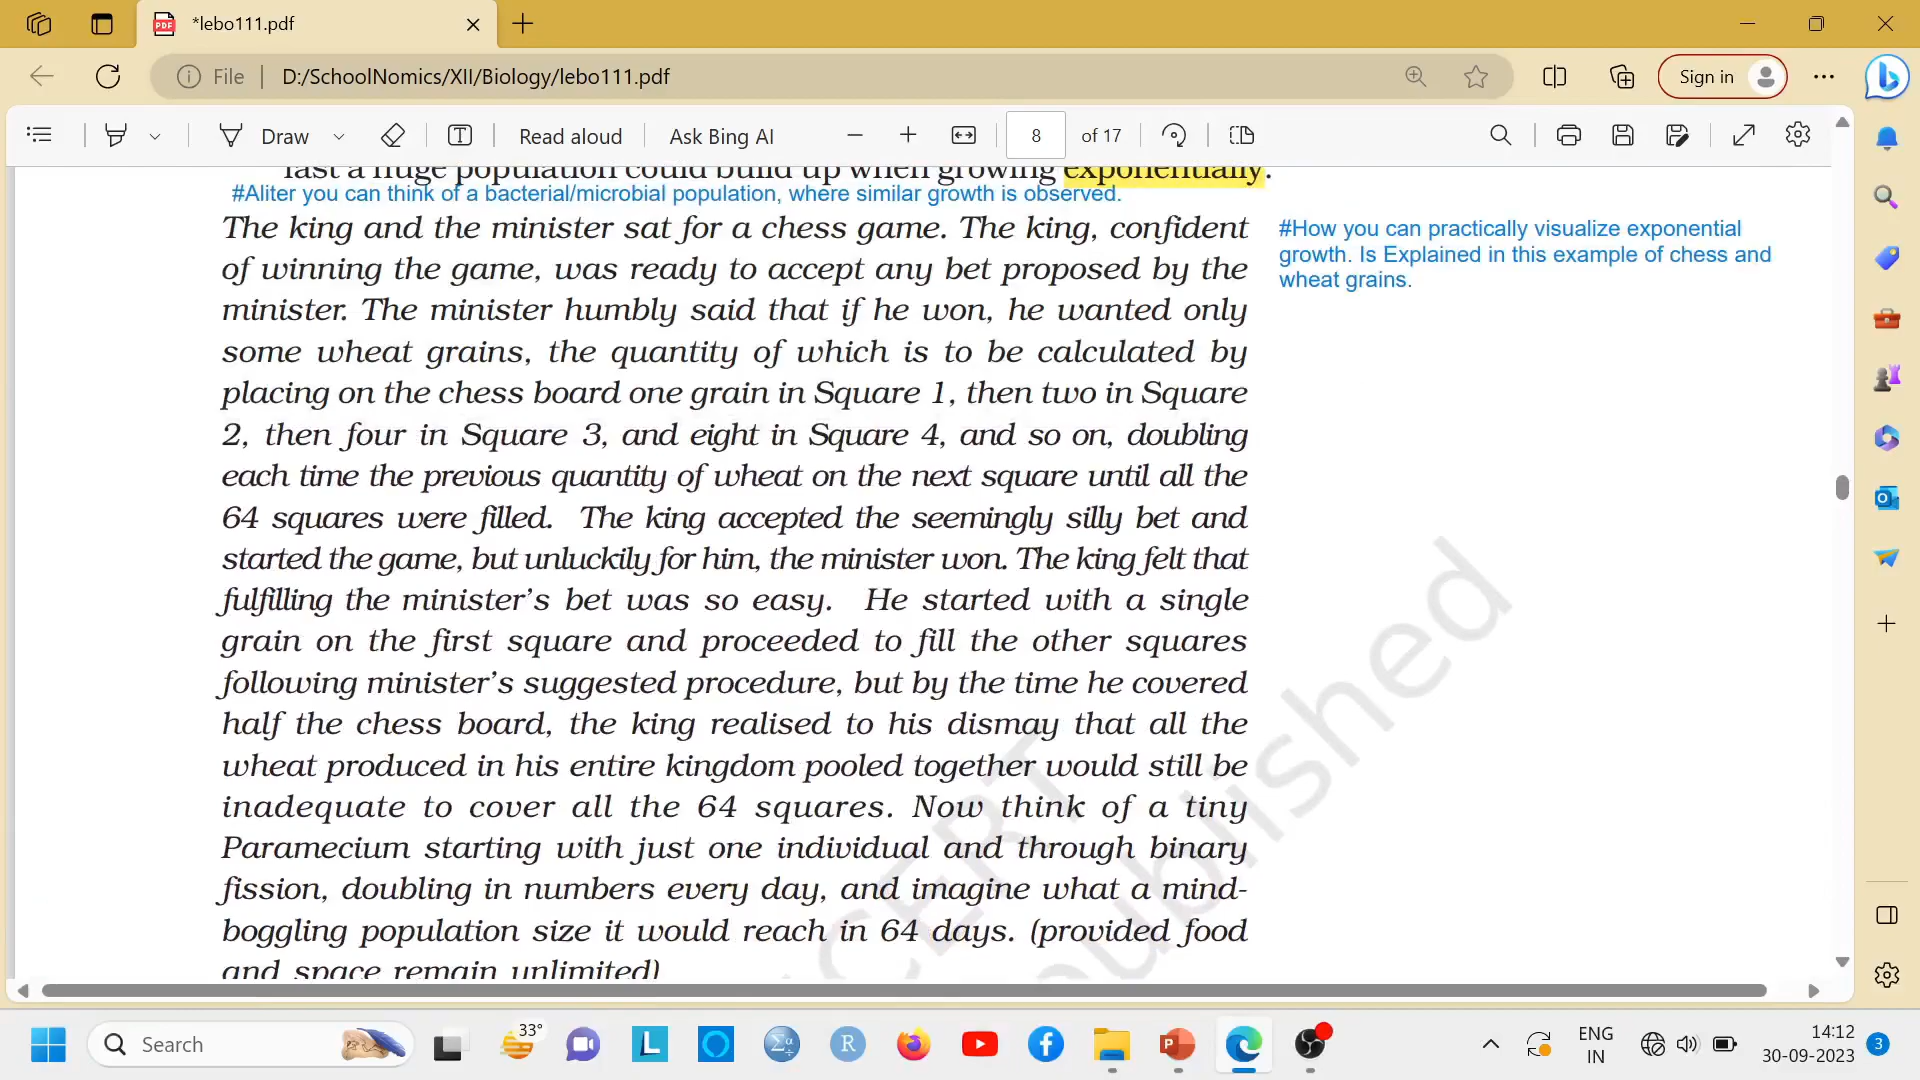 *lebo111.pdf
File
D:/SchoolNomics/XII/Biology/lebo111.pdf
Sign in
Draw
Read aloud
Ask Bing AI
8
of 17
last a huge population could build up when growing exponentially.
#Aliter you can think of a bacterial/microbial population, where similar growth is observed.
The king and the minister sat for a chess game. The king, confident
of winning the game, was ready to accept any bet proposed by the
minister. The minister humbly said that if he won, he wanted only
some wheat grains, the quantity of which is to be calculated by
placing on the chess board one grain in Square 1, then two in Square
2, then four in Square 3, and eight in Square 4, and so on, doubling
each time the previous quantity of wheat on the next square until all the
64 squares were filled. The king accepted the seemingly silly bet and
started the game, but unluckily for him, the minister won. The king felt that
fulfilling the minister's bet was so easy. He started with a single
grain on the first square and proceeded to fill the other squares
following minister's suggested procedure, but by the time he covered
half the chess board, the king realised to his dismay that all the
wheat produced in his entire kingdom pooled together would still be
inadequate to cover all the 64 squares. Now think of a tiny
Paramecium starting with just one individual and through binary
fission, doubling in numbers every day, and imagine what a mind-
boggling population size it would reach in 64 days. (provided food
and space remain unlimited)
#How you can practically visualize exponential
growth. Is Explained in this example of chess and
wheat grains.
Search
33°
ENG
IN
14:12
30-09-2023
3